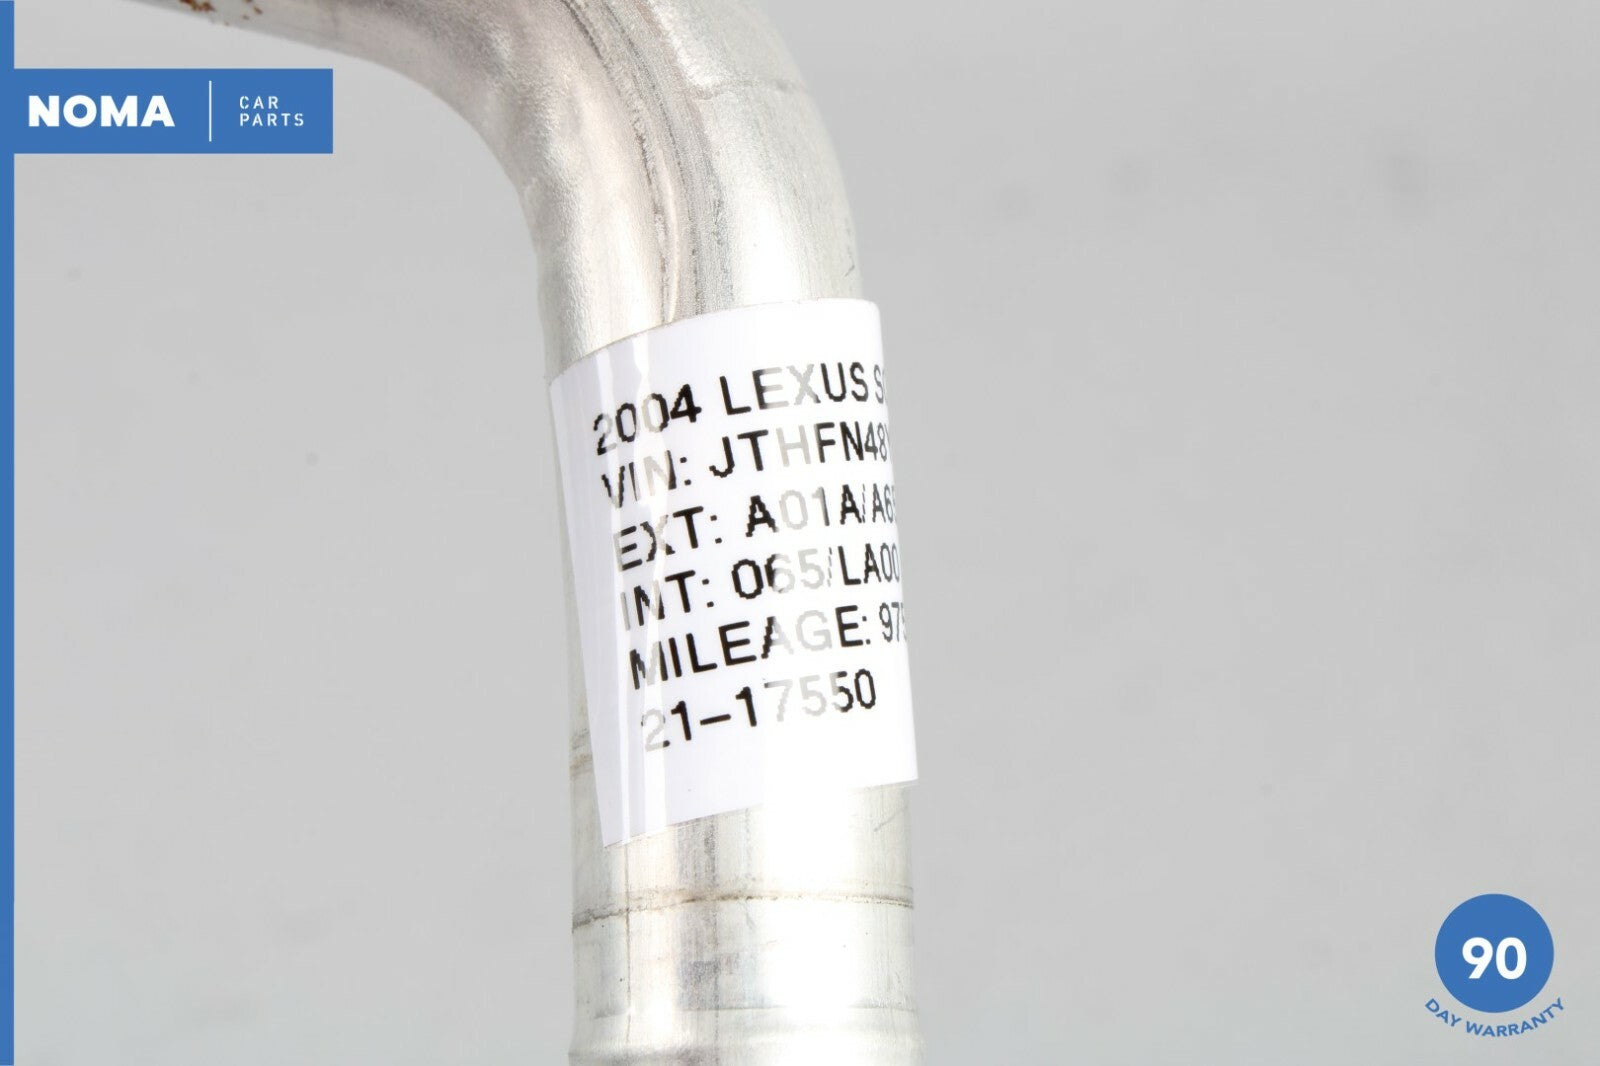 NOMA
CAR
PARTS
2004 LEXUS
VIN: JTHFN48
EXT: A01A/A6
INT: 065/LA00
MILEAGE: 97
21-17550
90
DAY WARRANTY